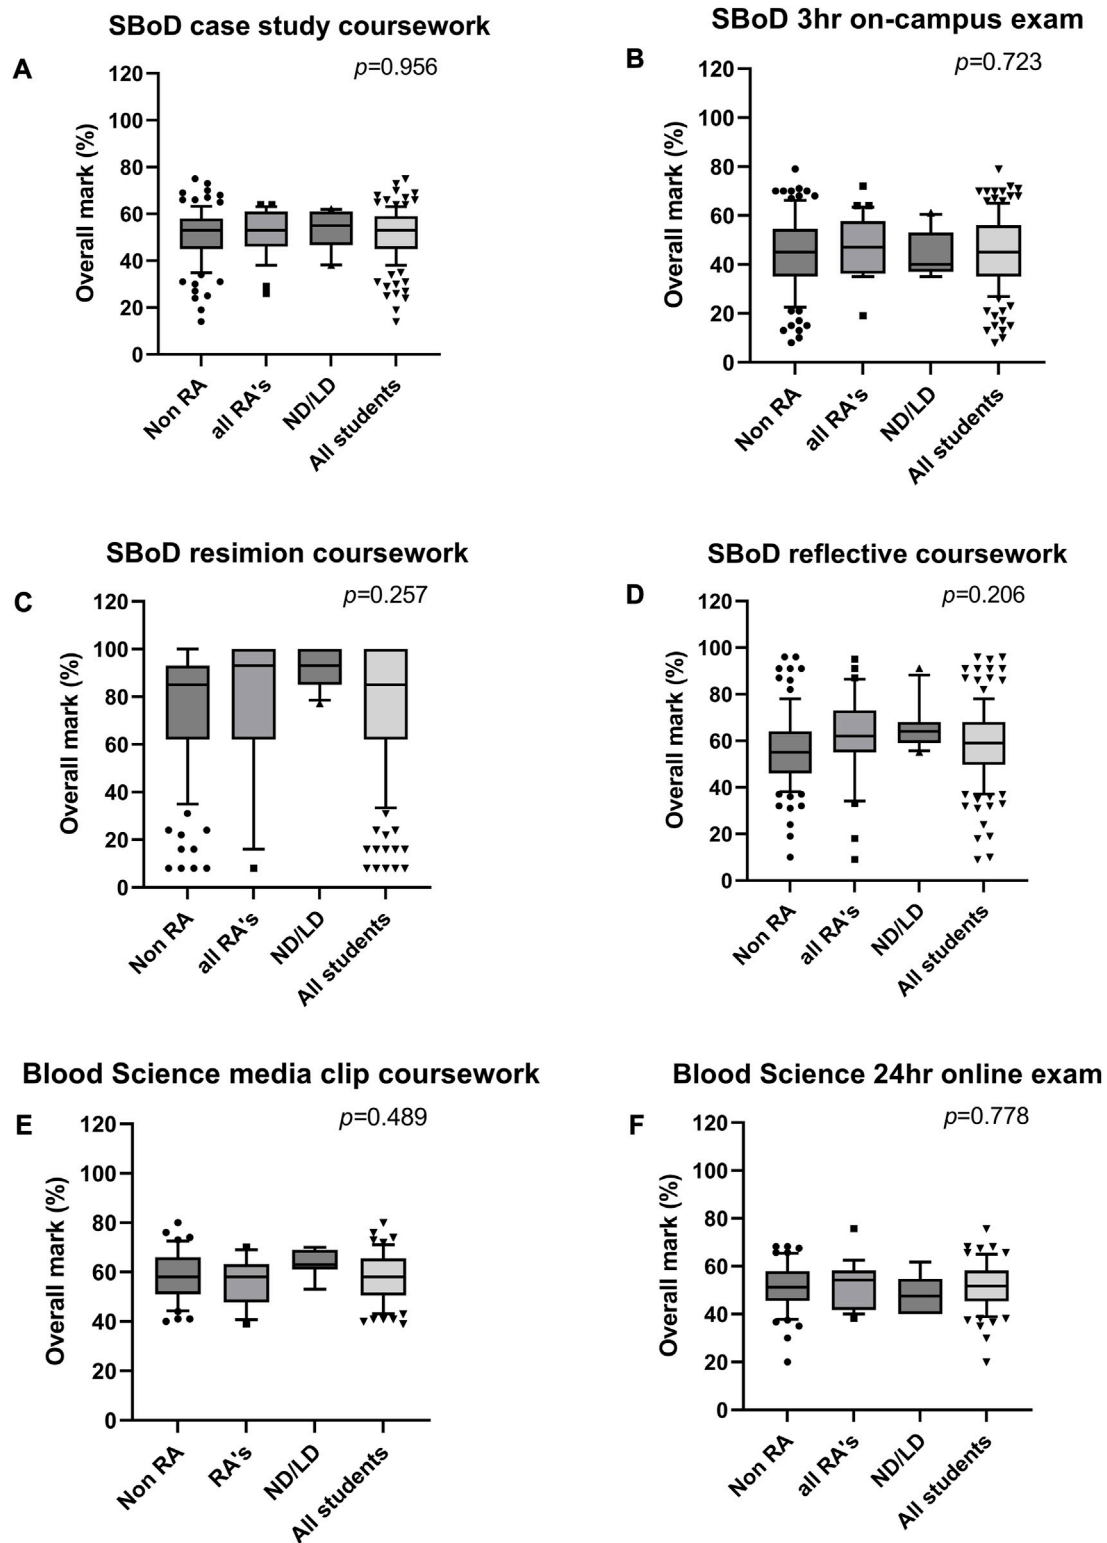 SBoD case study coursework
A
p=0.956
Overall mark (%)
120
100
80
60
40
20
0
Non RA
all RA's
ND/LD
All students
SBoD 3hr on-campus exam
B
p=0.723
Overall mark (%)
120
100
80
60
40
20
0
Non RA
all RA's
ND/LD
All students
SBoD resimion coursework
C
p=0.257
Overall mark (%)
120
100
80
60
40
20
0
Non RA
all RA's
ND/LD
All students
SBoD reflective coursework
D
p=0.206
Overall mark (%)
120
100
80
60
40
20
0
Non RA
all RA's
ND/LD
All students
Blood Science media clip coursework
E
p=0.489
Overall mark (%)
120
100
80
60
40
20
0
Non RA
RA's
ND/LD
All students
Blood Science 24hr online exam
F
p=0.778
Overall mark (%)
120
100
80
60
40
20
0
Non RA
all RA's
ND/LD
All students